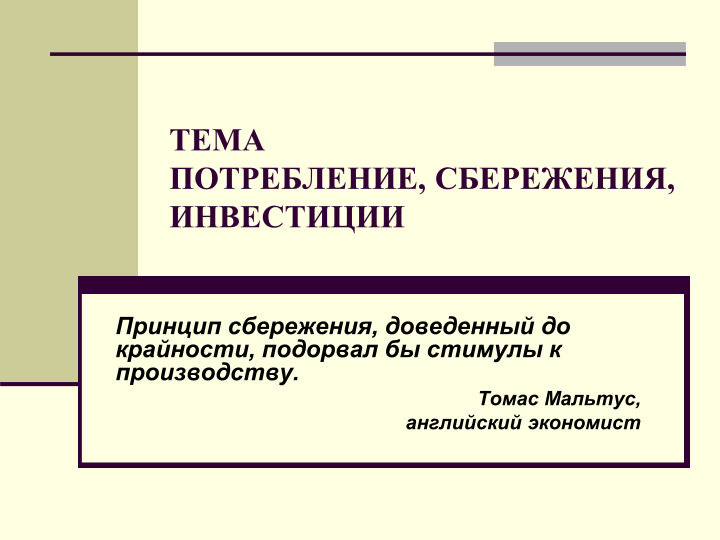 ТЕМА
ПОТРЕБЛЕНИЕ, СБЕРЕЖЕНИЯ,
ИНВЕСТИЦИИ
Принцип сбережения, доведенный до
крайности, подорвал бы стимулы к
производству.
Томас Мальтус,
английский экономист